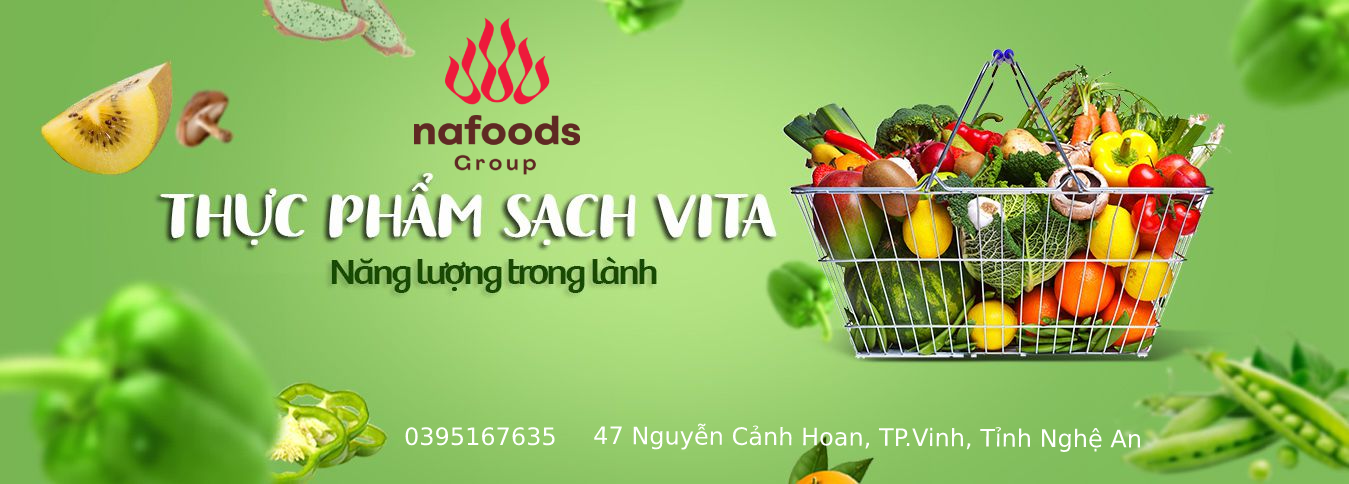 nafoods
Group
THỰC PHẨM SẠCH VITA
Năng lượng trong lành
0395167635 47 Nguyễn Cảnh Hoan, TP.Vinh, Tỉnh Nghệ An